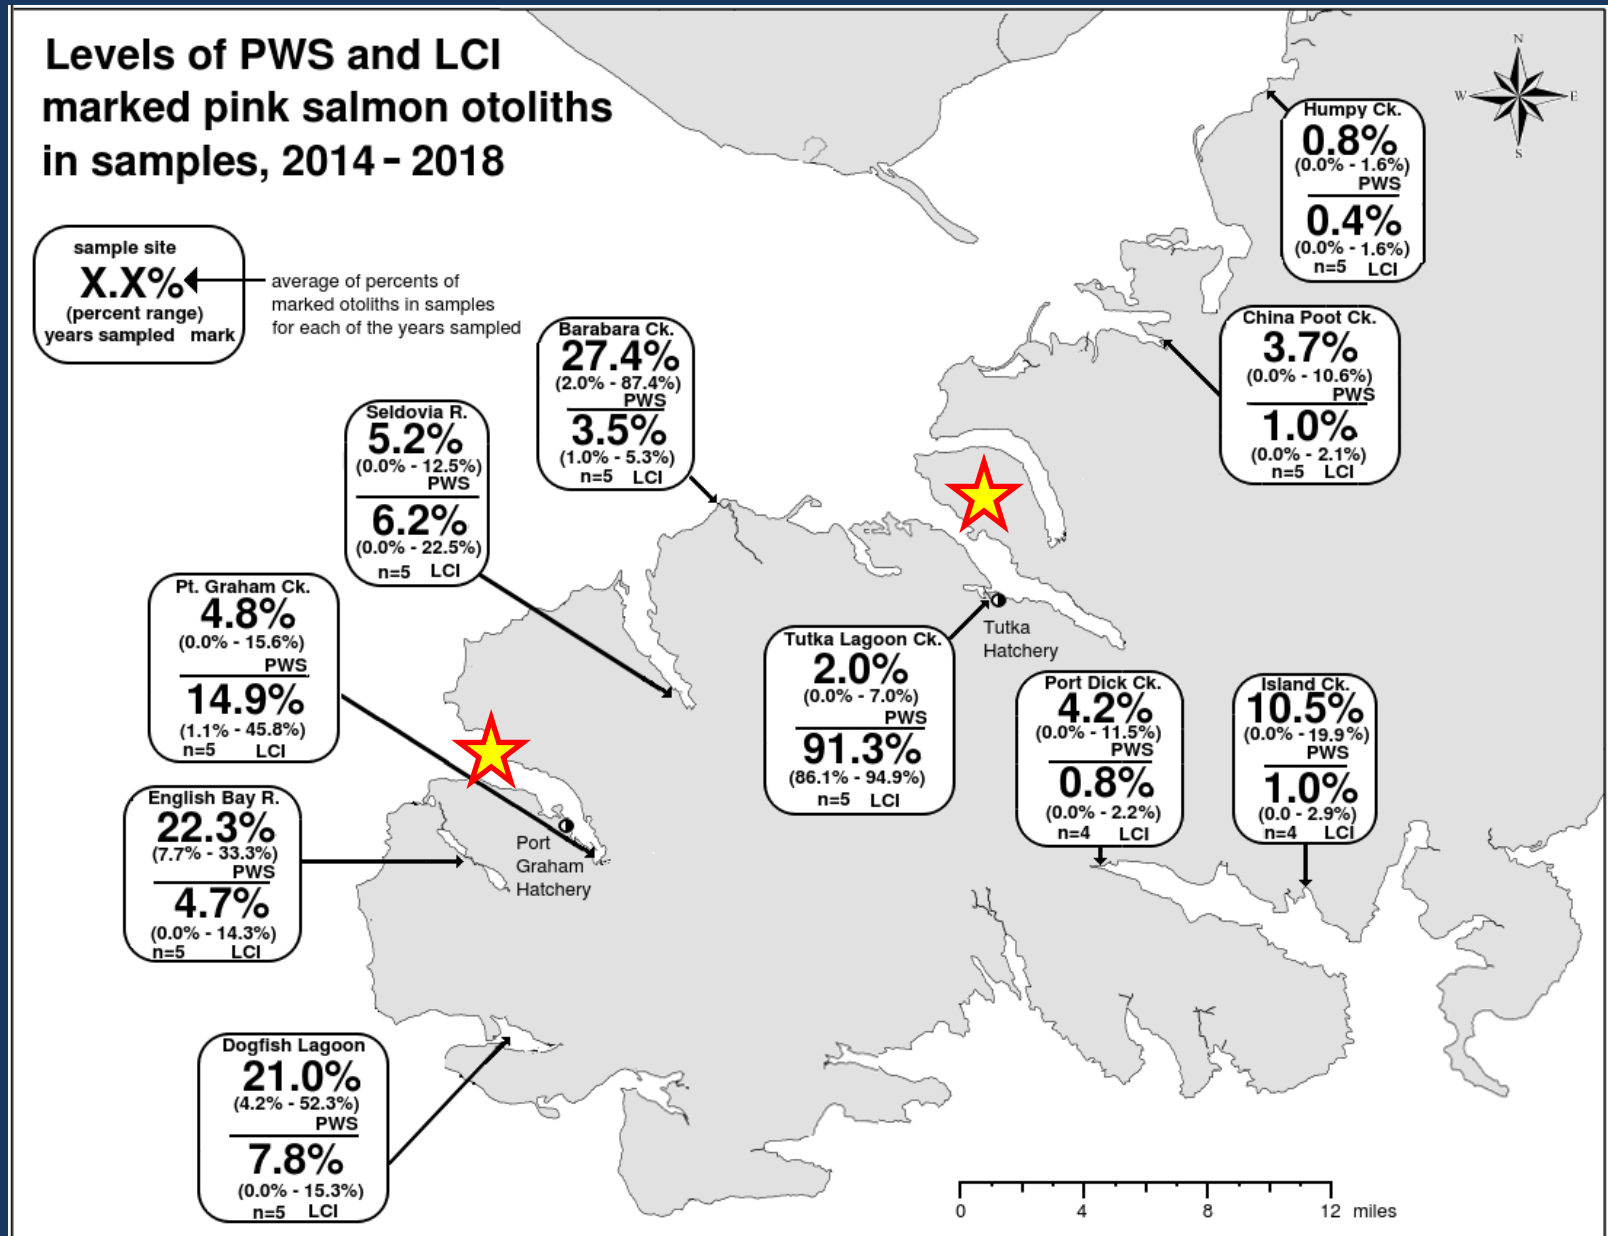 Levels of PWS and LCI
marked pink salmon otoliths
in samples, 2014 - 2018
N
W
E
S
sample site
X.X%
(percent range)
years sampled mark
average of percents of
marked otoliths in samples
for each of the years sampled
Humpy Ck.
0.8%
(0.0% - 1.6%)
PWS
0.4%
(0.0% - 1.6%)
n=5 LCI
China Poot Ck.
3.7%
(0.0% - 10.6%)
PWS
1.0%
(0.0% - 2.1%)
n=5 LCI
Barabara Ck.
27.4%
(2.0% - 87.4%)
PWS
3.5%
(1.0% - 5.3%)
n=5 LCI
Seldovia R.
5.2%
(0.0% - 12.5%)
PWS
6.2%
(0.0% - 22.5%)
n=5 LCI
Pt. Graham Ck.
4.8%
(0.0% - 15.6%)
PWS
14.9%
(1.1% - 45.8%)
n=5 LCI
Tutka
Hatchery
Tutka Lagoon Ck.
2.0%
(0.0% - 7.0%)
PWS
91.3%
(86.1% - 94.9%)
n=5 LCI
Port Dick Ck.
4.2%
(0.0% - 11.5%)
PWS
0.8%
(0.0% - 2.2%)
n=4 LCI
Island Ck.
10.5%
(0.0% - 19.9%)
PWS
1.0%
(0.0 - 2.9%)
n=4 LCI
English Bay R.
22.3%
(7.7% - 33.3%)
PWS
4.7%
(0.0% - 14.3%)
n=5 LCI
Port
Graham
Hatchery
Dogfish Lagoon
21.0%
(4.2% - 52.3%)
PWS
7.8%
(0.0% - 15.3%)
n=5 LCI
0 4 8 12 miles